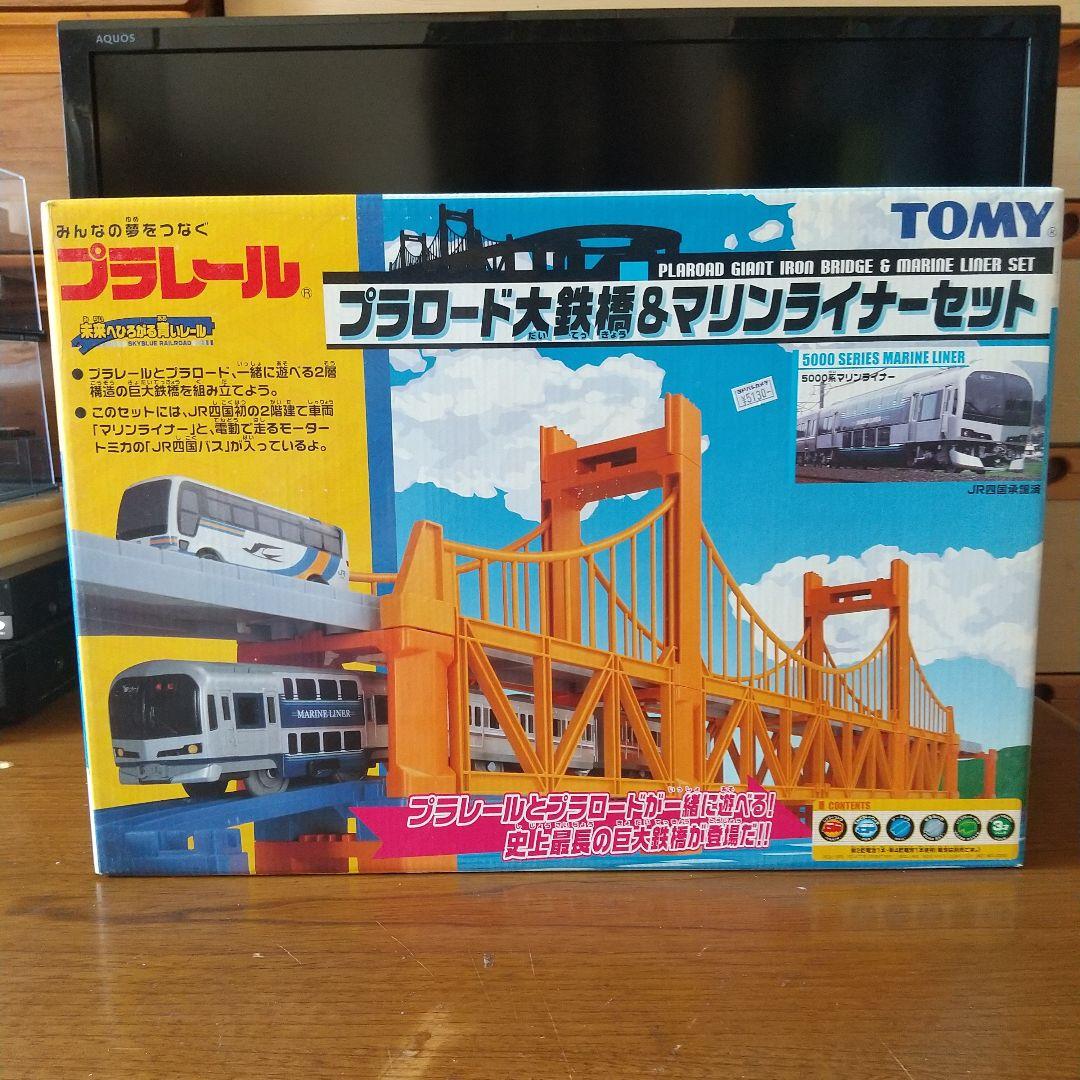 AQUOS
みんなの夢をつなぐ
プラレール®
未来へひろがる青いレール
SKYBLUE RAILROAD
TOMY®
PLAROAD GIANT IRON BRIDGE & MARINE LINER SET
プラロード大鉄橋&マリンライナーセット
● プラレールとプラロード、一緒に遊べる2層
構造の巨大鉄橋を組み立てよう。
● このセットには、JR四国初の2階建て車両
「マリンライナー」と、電動で走るモーター
トミカの「JR四国バス」が入っているよ。
¥5130-
5000 SERIES MARINE LINER
5000系マリンライナー
JR四国承認済
JR
MARINE LINER
プラレールとプラロードが一緒に遊べる!
史上最長の巨大鉄橋が登場だ!!
CONTENTS